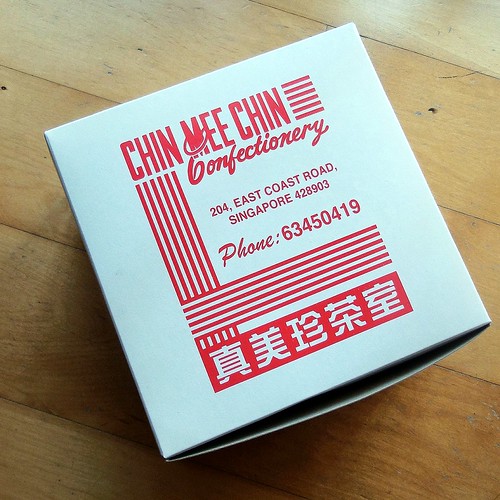 CHIN MEE CHIN
Confectionery
204, EAST COAST ROAD,
SINGAPORE 428903
Phone: 63450419
真美珍茶室